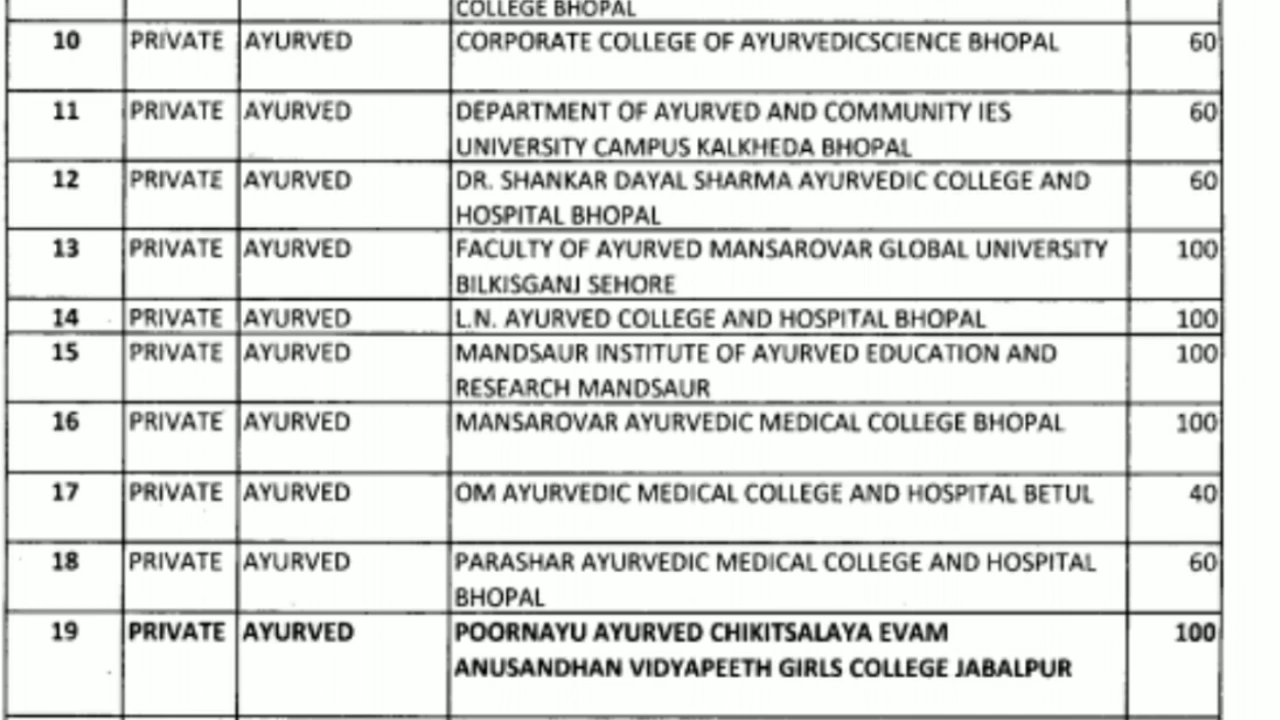 COLLEGE BHOPAL
10 PRIVATE AYURVED CORPORATE COLLEGE OF AYURVEDICSCIENCE BHOPAL 60
11 PRIVATE AYURVED DEPARTMENT OF AYURVED AND COMMUNITY IES 60
UNIVERSITY CAMPUS KALKHEDA BHOPAL
12 PRIVATE AYURVED DR. SHANKAR DAYAL SHARMA AYURVEDIC COLLEGE AND 60
HOSPITAL BHOPAL
13 PRIVATE AYURVED FACULTY OF AYURVED MANSAROVAR GLOBAL UNIVERSITY 100
BILKISGANJ SEHORE
14 PRIVATE AYURVED L.N. AYURVED COLLEGE AND HOSPITAL BHOPAL 100
15 PRIVATE AYURVED MANDSAUR INSTITUTE OF AYURVED EDUCATION AND 100
RESEARCH MANDSAUR
16 PRIVATE AYURVED MANSAROVAR AYURVEDIC MEDICAL COLLEGE BHOPAL 100
17 PRIVATE AYURVED OM AYURVEDIC MEDICAL COLLEGE AND HOSPITAL BETUL 40
18 PRIVATE AYURVED PARASHAR AYURVEDIC MEDICAL COLLEGE AND HOSPITAL 60
BHOPAL
19 PRIVATE AYURVED POORNAYU AYURVED CHIKITSALAYA EVAM 100
ANUSANDHAN VIDYAPEETH GIRLS COLLEGE JABALPUR